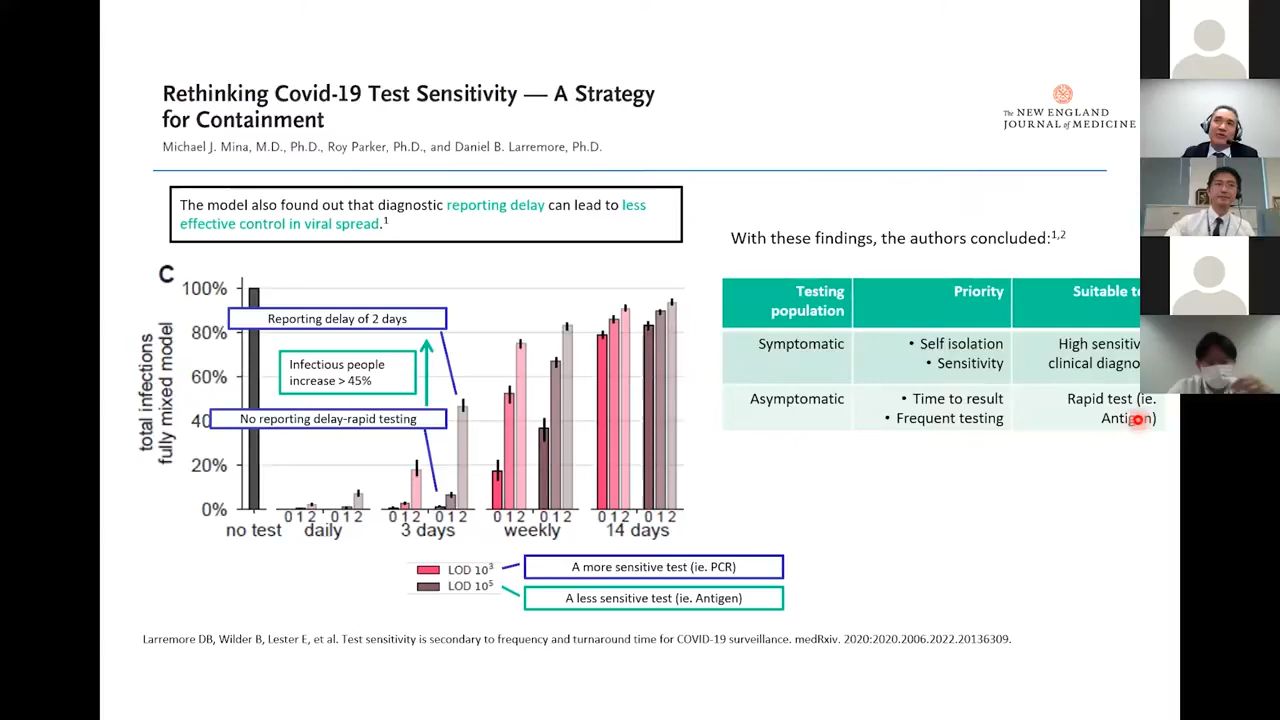 Rethinking Covid-19 Test Sensitivity — A Strategy
for Containment
Michael J. Mina, M.D., Ph.D., Roy Parker, Ph.D., and Daniel B. Larremore, Ph.D.
The NEW ENGLAND
JOURNAL of MEDICINE
The model also found out that diagnostic reporting delay can lead to less
effective control in viral spread.1
With these findings, the authors concluded:1,2
C
total infections
fully mixed model
100%
80%
60%
40
20%
0%
Reporting delay of 2 days
Infectious people
increase > 45%
No reporting delay-rapid testing
0 1 2 0 1 2 0 1 2 0 1 2 0 1 2 0 1 2 0 1 2 0 1 2
no test daily 3 days weekly 14 days
LOD 10³
LOD 10⁵
A more sensitive test (ie. PCR)
A less sensitive test (ie. Antigen)
Testing
population
Priority
Suitable
Symptomatic
• Self isolation
• Sensitivity
High
clinical
Asymptomatic
• Time to result
• Frequent testing
Rapid test (ie.
Antigen)
Larremore DB, Wilder B, Lester E, et al. Test sensitivity is secondary to frequency and turnaround time for COVID-19 surveillance. medRxiv. 2020:2020.2006.2022.20136309.